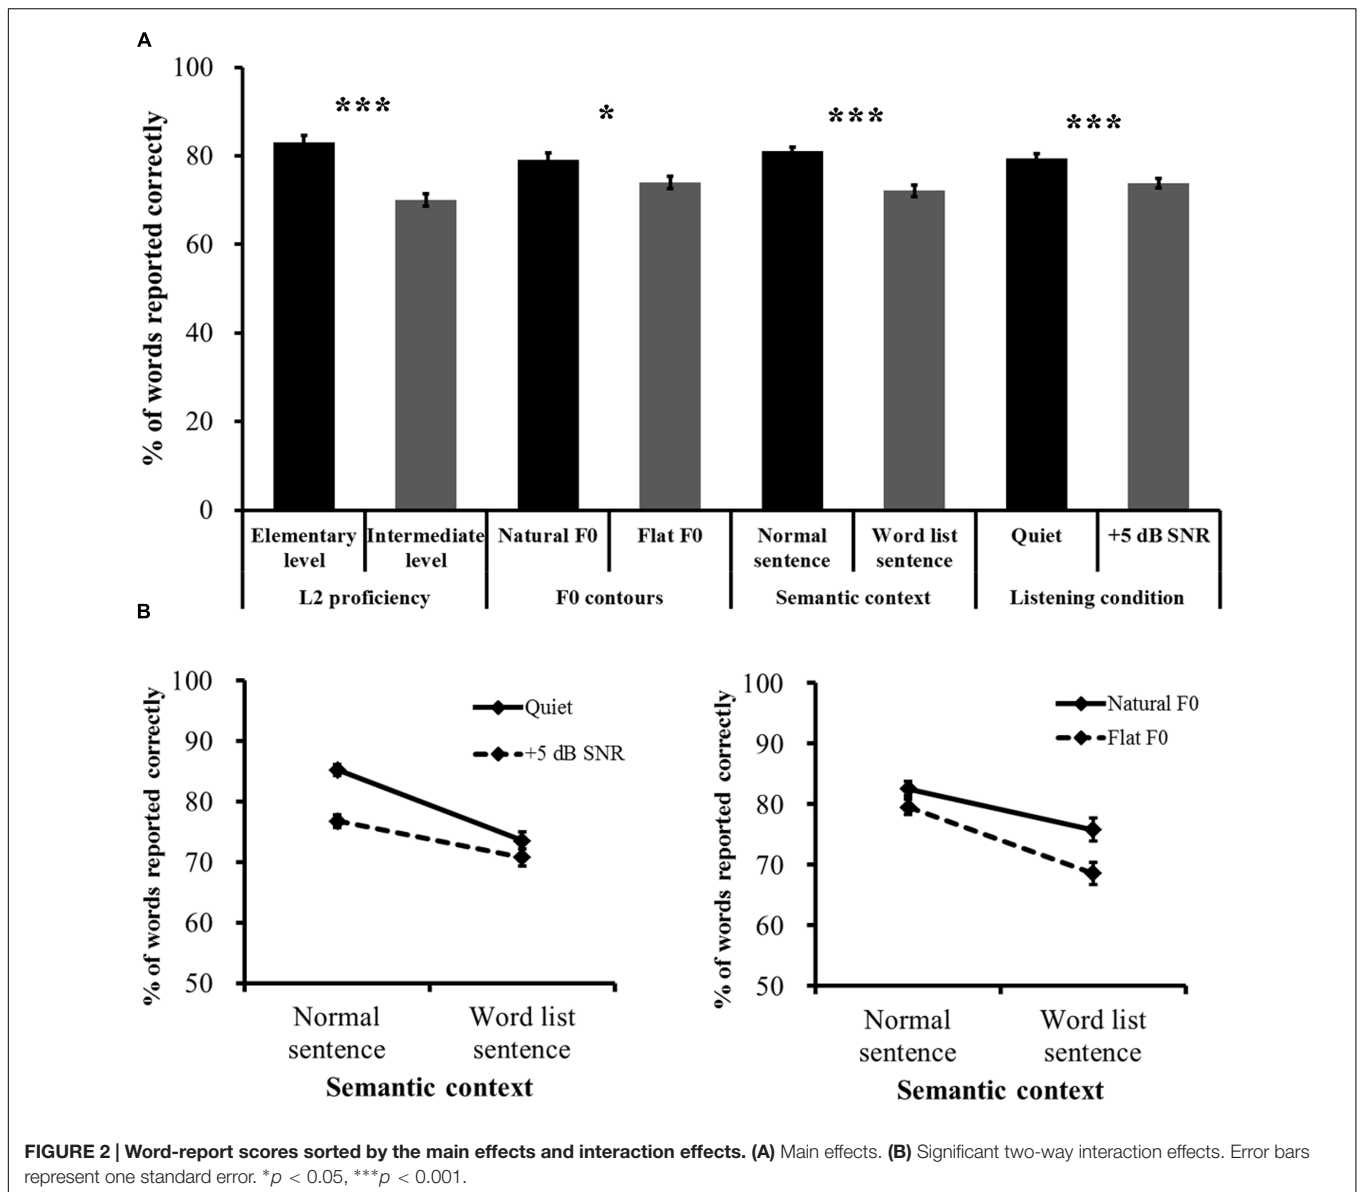 A
% of words reported correctly
100
80
60
40
20
0
*** * *** ***
Elementary level
Intermediate level
Natural F0
Flat F0
Normal sentence
Word list sentence
Quiet
+5 dB SNR
L2 proficiency
F0 contours
Semantic context
Listening condition
B
% of words reported correctly
100
90
80
70
60
50
Quiet
+5 dB SNR
Normal
sentence
Word list
sentence
Semantic context
% of words reported correctly
100
90
80
70
60
50
Natural F0
Flat F0
Normal
sentence
Word list
sentence
Semantic context
FIGURE 2 | Word-report scores sorted by the main effects and interaction effects. (A) Main effects. (B) Significant two-way interaction effects. Error bars
represent one standard error. *p < 0.05, ***p < 0.001.